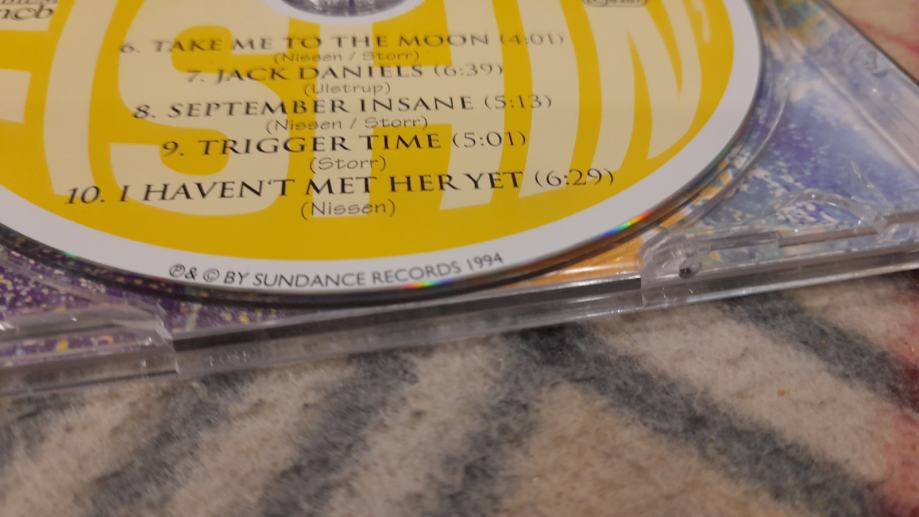 ncb
6. TAKE ME TO THE MOON (4:01)
(Nissen / Storr)
7. JACK DANIELS (6:39)
(Ulstrup)
8. SEPTEMBER INSANE (5:13)
(Nissen / Storr)
9. TRIGGER TIME (5:01)
(Storr)
10. I HAVEN'T MET HER YET (6:29)
(Nissen)
℗ & © BY SUNDANCE RECORDS 1994